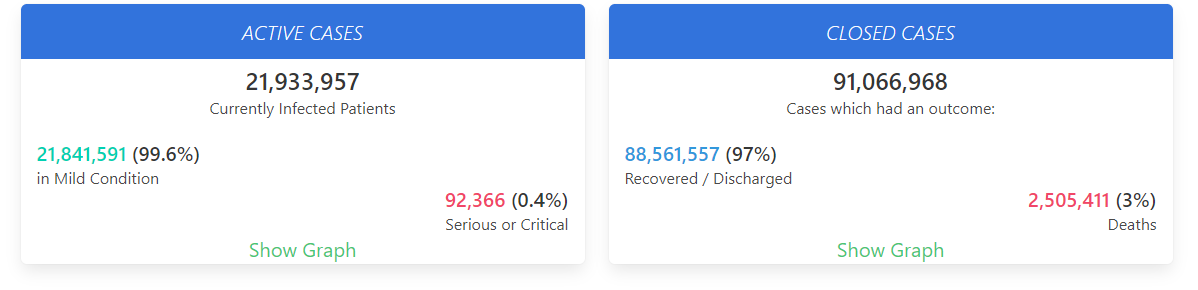 ACTIVE CASES
21,933,957
Currently Infected Patients
21,841,591 (99.6%)
in Mild Condition
92,366 (0.4%)
Serious or Critical
Show Graph
CLOSED CASES
91,066,968
Cases which had an outcome:
88,561,557 (97%)
Recovered / Discharged
2,505,411 (3%)
Deaths
Show Graph